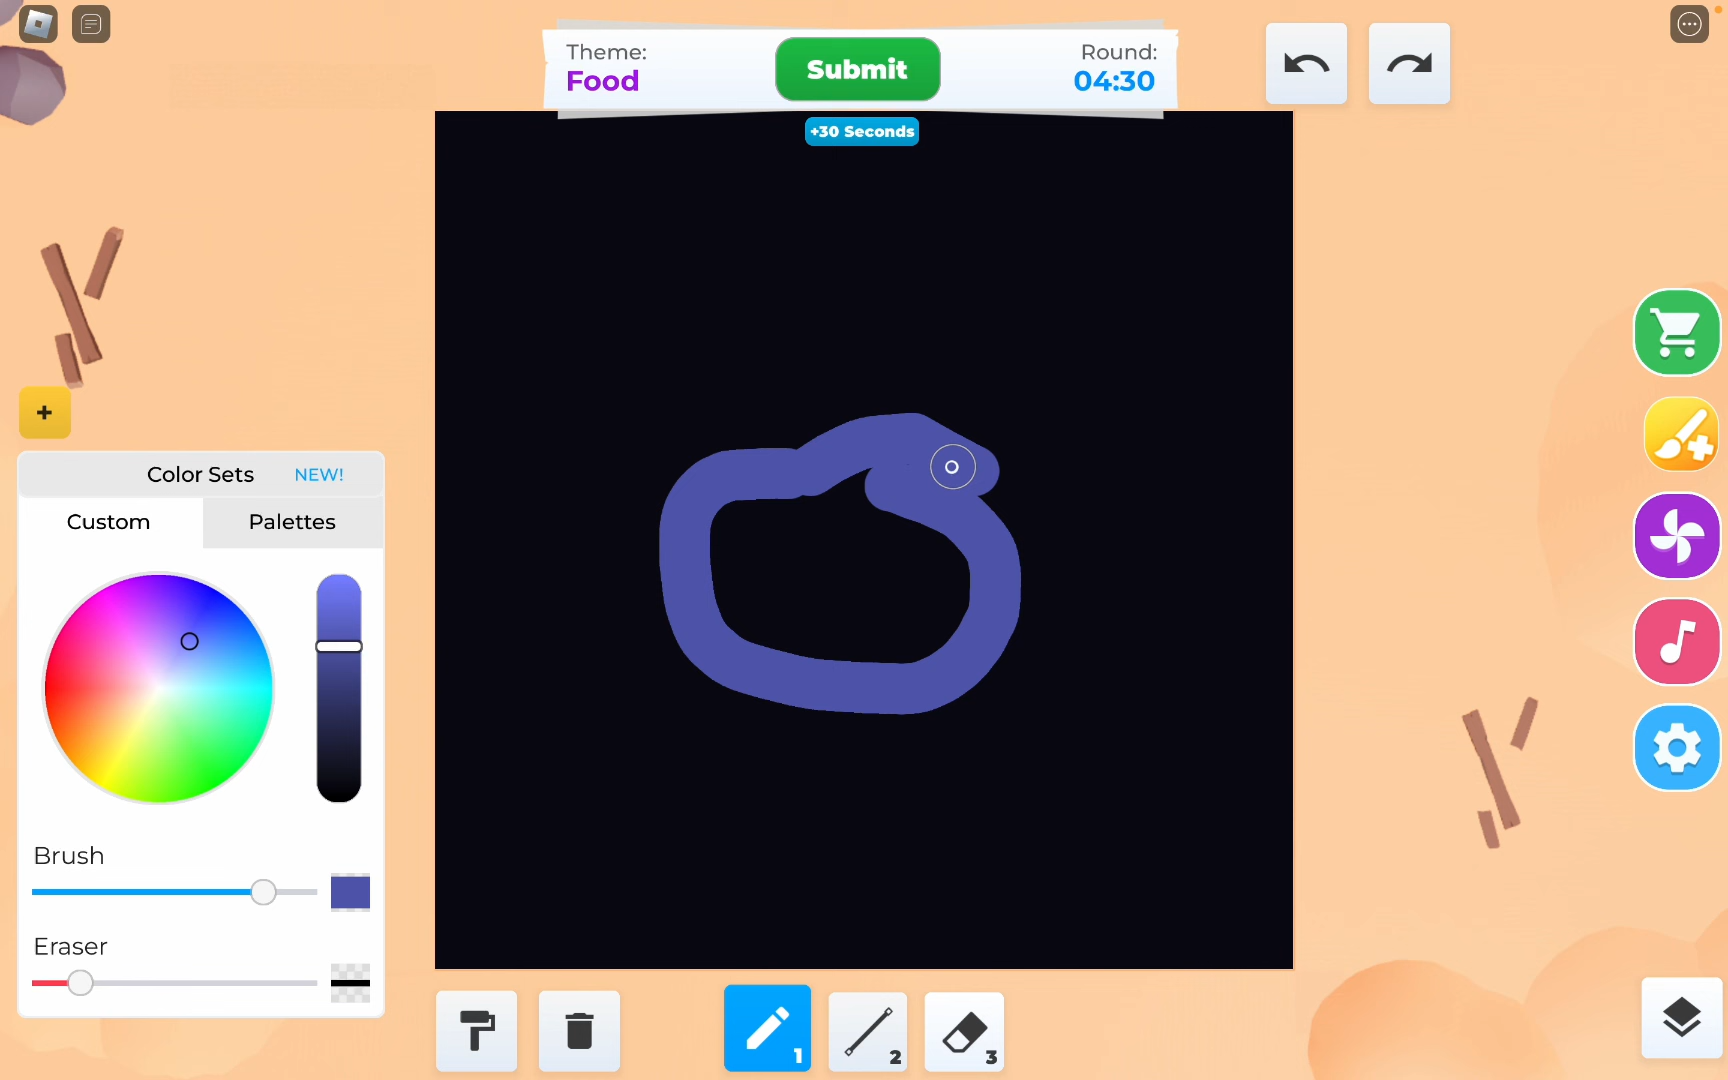 Theme:
Food
Submit
Round:
04:30
+30 Seconds
+
Color Sets NEW!
Custom Palettes
Brush
Eraser
1
2
3